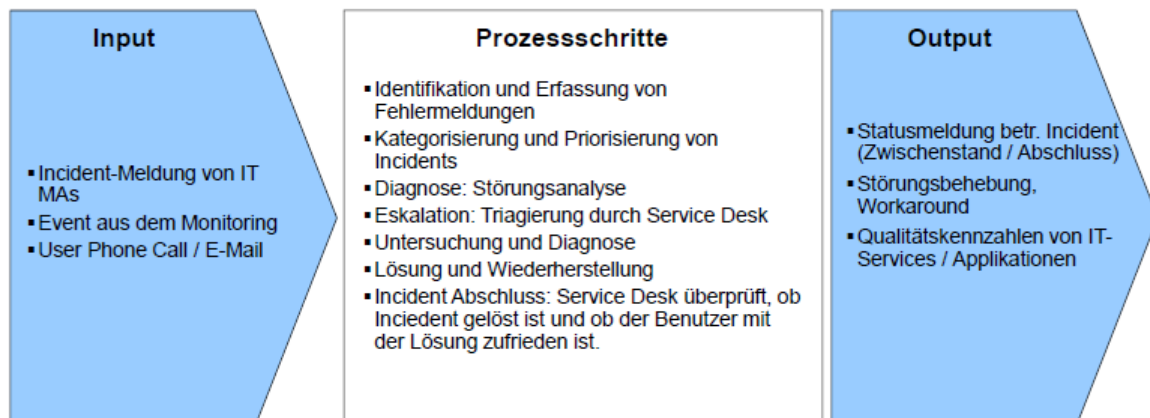 Input
▪Incident-Meldung von IT
MAs
▪Event aus dem Monitoring
▪User Phone Call / E-Mail
Prozessschritte
▪Identifikation und Erfassung von
Fehlermeldungen
▪Kategorisierung und Priorisierung von
Incidents
▪Diagnose: Störungsanalyse
▪Eskalation: Triagierung durch Service Desk
▪Untersuchung und Diagnose
▪Lösung und Wiederherstellung
▪Incident Abschluss: Service Desk überprüft, ob
Inciedent gelöst ist und ob der Benutzer mit
der Lösung zufrieden ist.
Output
▪Statusmeldung betr. Incident
(Zwischenstand / Abschluss)
▪Störungsbehebung,
Workaround
▪Qualitätskennzahlen von IT-
Services / Applikationen